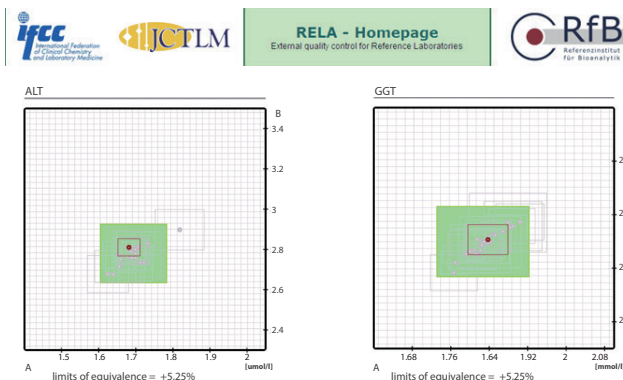 ifcc
International Federation
of Clinical Chemistry
and Laboratory Medicine
JCTLM
RELA - Homepage
External quality control for Reference Laboratories
RfB
Referenzinstitut
für Bioanalytik
ALT
B
3.4
3.2
3
2.8
2.6
2.4
1.5 1.6 1.7 1.8 1.9 2
A
[umol/l]
limits of equivalence = +5.25%
GGT
1.68 1.76 1.64 1.92 2 2.08
A
[mmol/l]
limits of equivalence = +5.25%